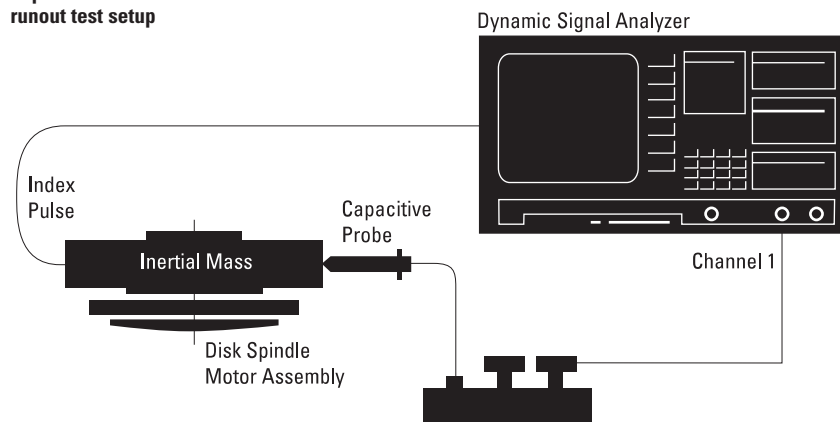 runout test setup
Dynamic Signal Analyzer
Index
Pulse
Capacitive
Probe
Inertial Mass
Channel 1
Disk Spindle
Motor Assembly